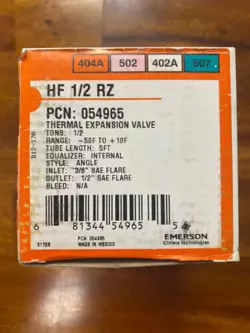 404A 502 402A 507
HF 1/2 RZ
PCN: 054965
THERMAL EXPANSION VALVE
TONS: 1/2
RANGE: -50F TO +10F
TUBE LENGTH: 5FT
EQUALIZER: INTERNAL
STYLE: ANGLE
INLET: "3/8" SAE FLARE
OUTLET: 1/2" SAE FLARE
BLEED: N/A
6 81344 54965 5
PCN 054965
MADE IN MEXICO
EMERSON
Climate Technologies